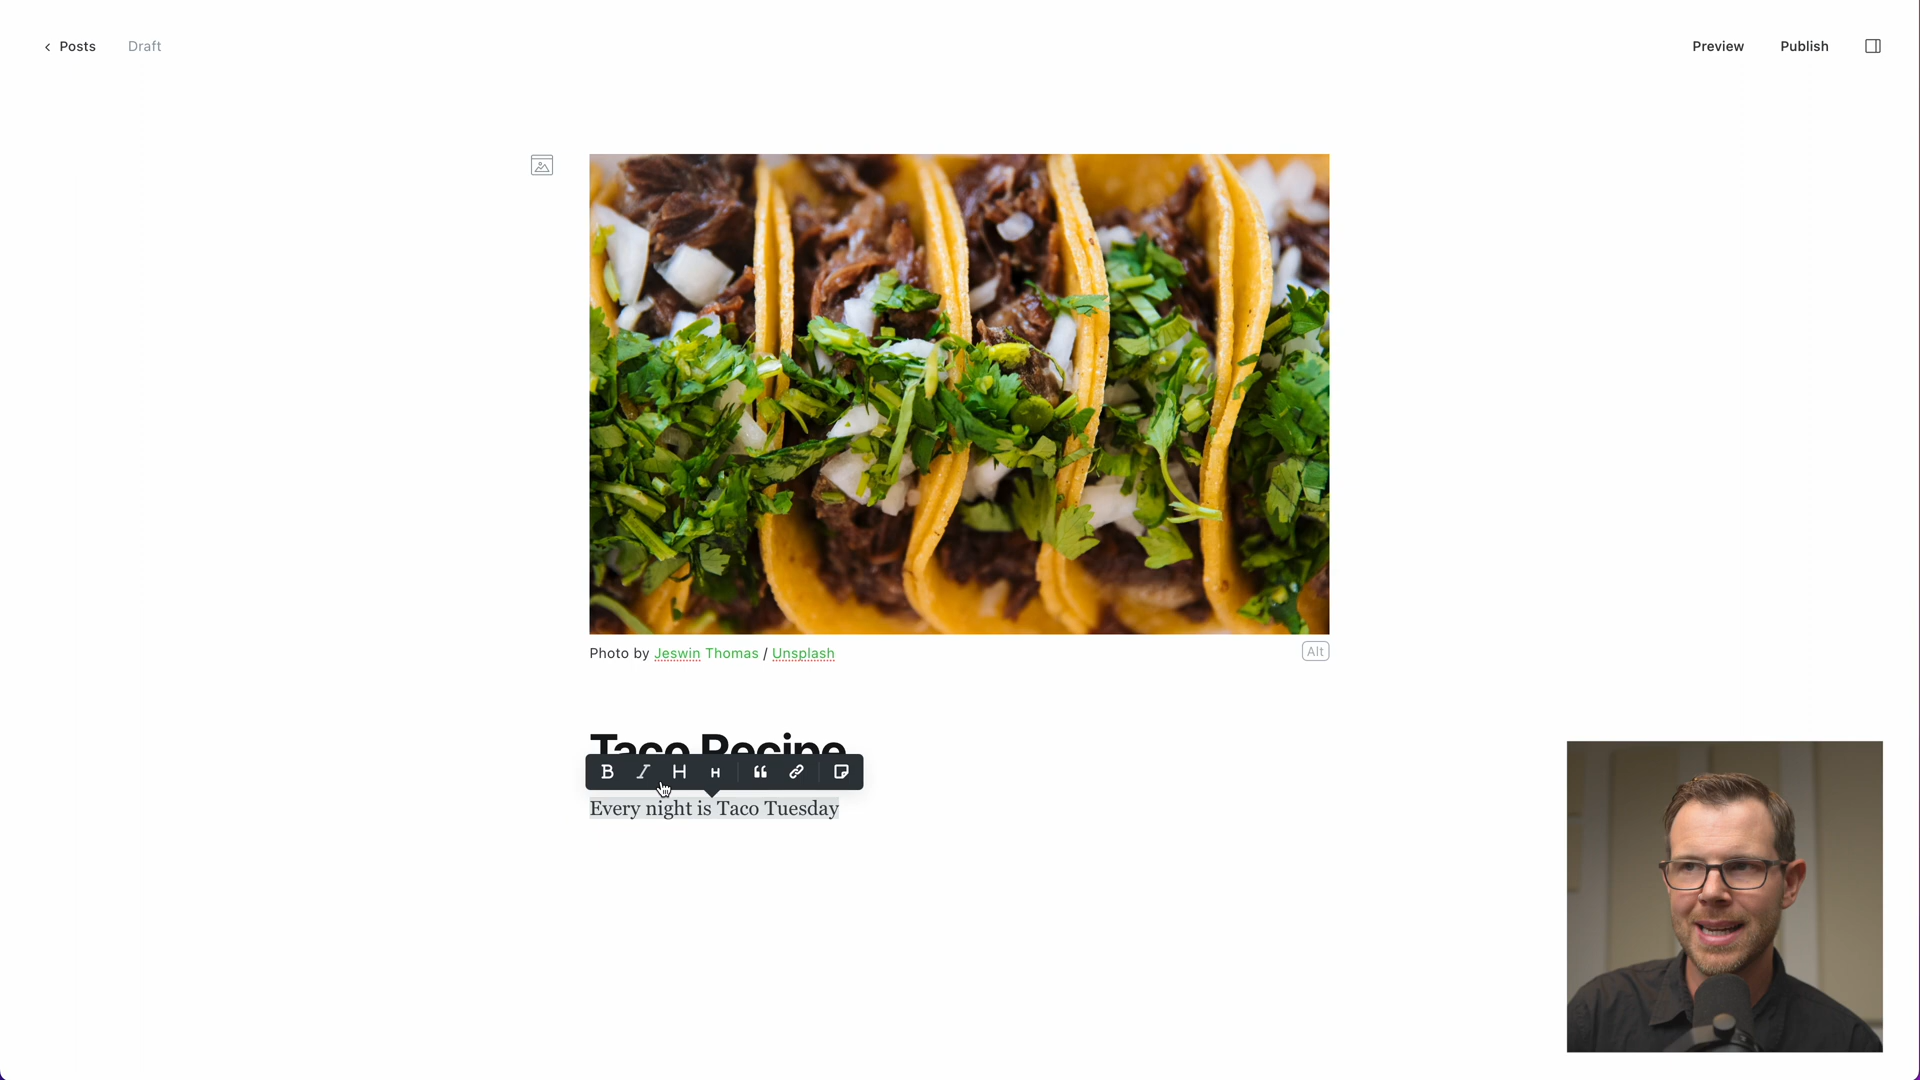 Posts Draft Preview Publish
Photo by Jeswin Thomas / Unsplash Alt
Taco Recipe
B I H H
Every night is Taco Tuesday